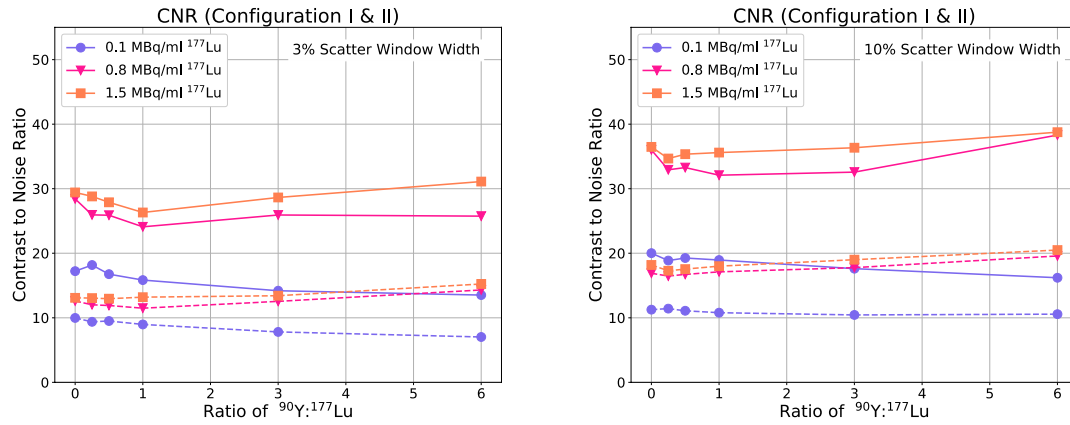 CNR (Configuration I & II)
3% Scatter Window Width
0.1 MBq/ml ¹⁷⁷Lu
0.8 MBq/ml ¹⁷⁷Lu
1.5 MBq/ml ¹⁷⁷Lu
Contrast to Noise Ratio
50
40
30
20
10
0
0 1 2 3 4 5 6
Ratio of ⁹⁰Y:¹⁷⁷Lu
CNR (Configuration I & II)
10% Scatter Window Width
0.1 MBq/ml ¹⁷⁷Lu
0.8 MBq/ml ¹⁷⁷Lu
1.5 MBq/ml ¹⁷⁷Lu
Contrast to Noise Ratio
50
40
30
20
10
0
0 1 2 3 4 5 6
Ratio of ⁹⁰Y:¹⁷⁷Lu